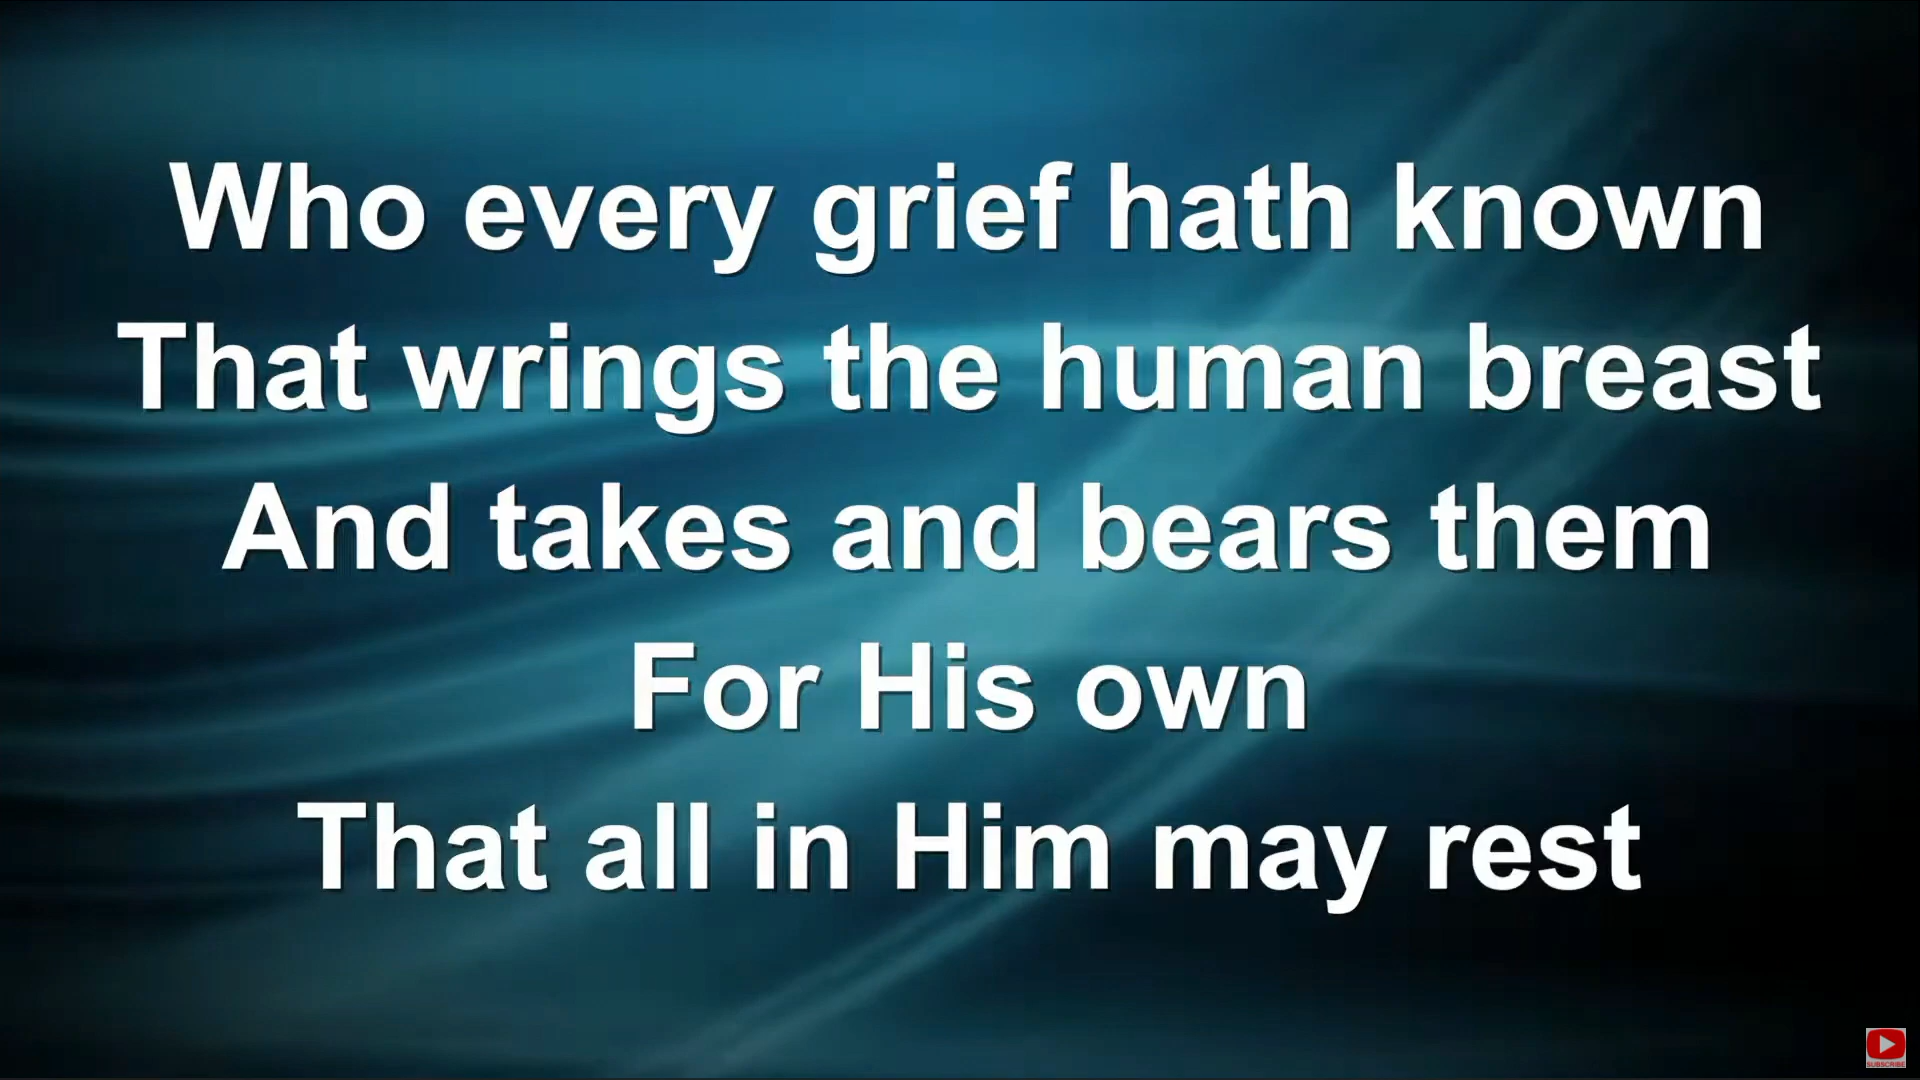 Who every grief hath known
That wrings the human breast
And takes and bears them
For His own
That all in Him may rest
SUBSCRIBE